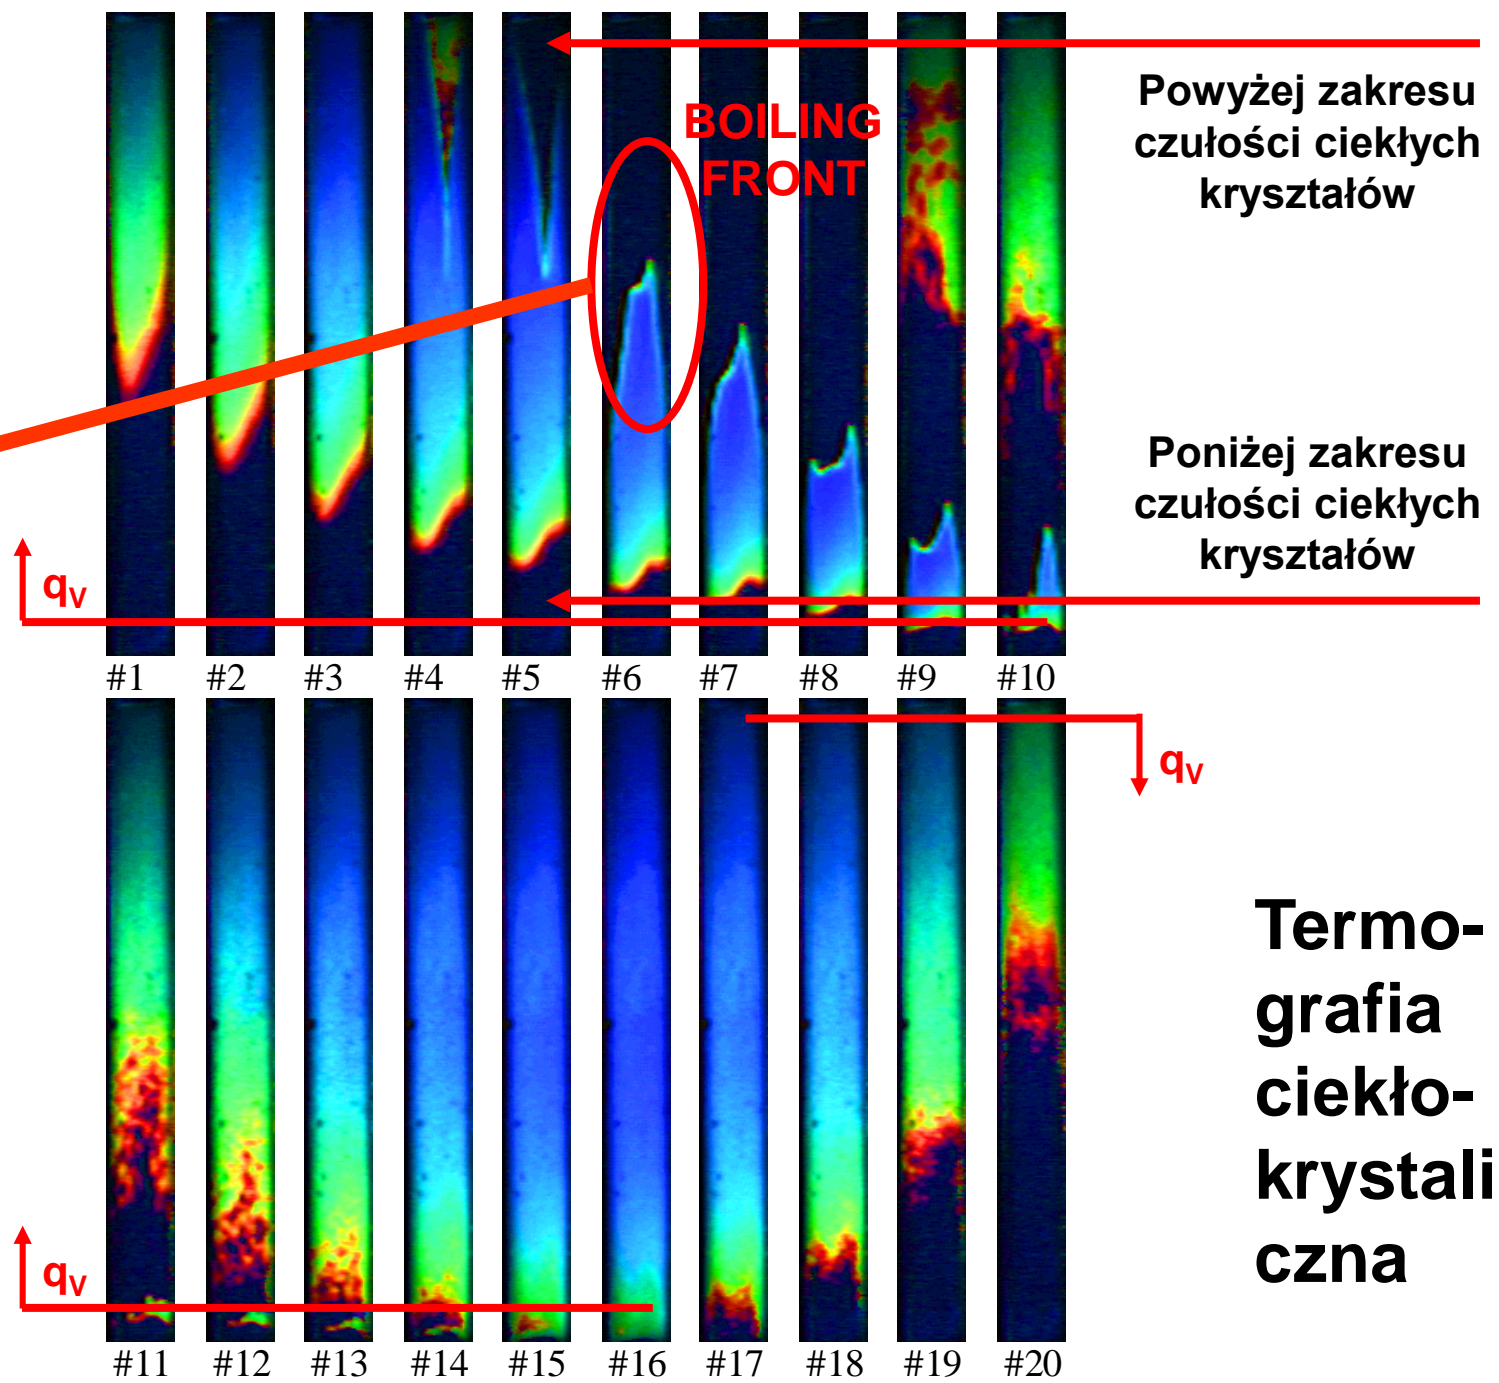 BOILING
FRONT
Powyżej zakresu
czułości ciekłych
kryształów
Poniżej zakresu
czułości ciekłych
kryształów
qV
#1 #2 #3 #4 #5 #6 #7 #8 #9 #10
qV
Termo-
grafia
ciekło-
krystali
czna
qV
#11 #12 #13 #14 #15 #16 #17 #18 #19 #20